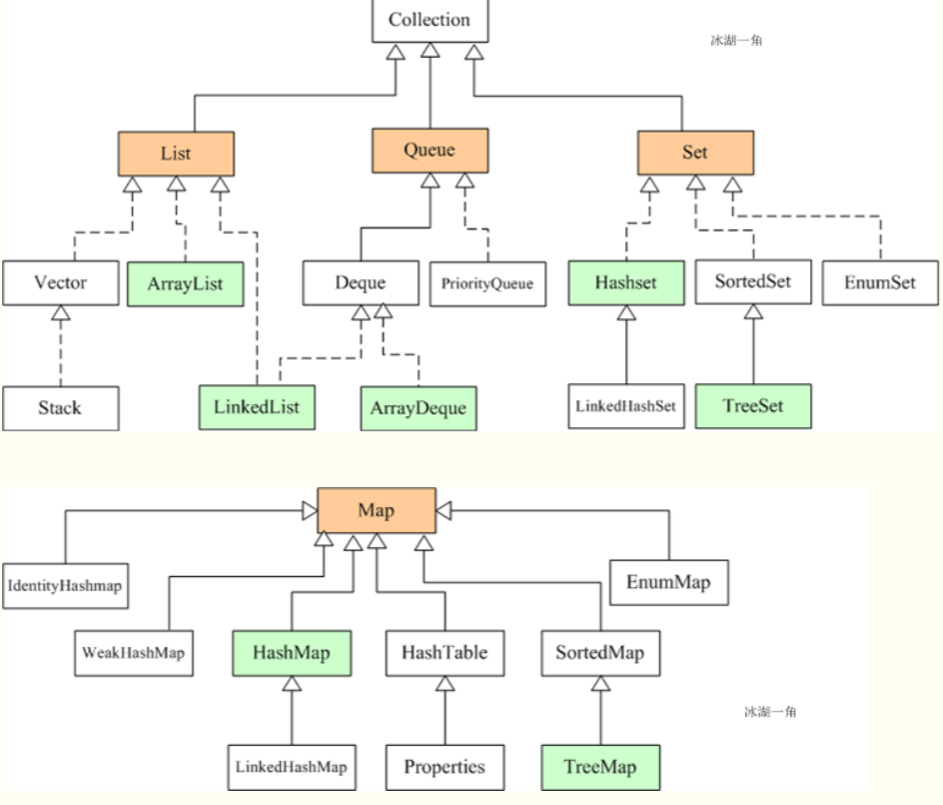 Collection
冰湖一角
List
Queue
Set
Vector
ArrayList
Deque
PriorityQueue
Hashset
SortedSet
EnumSet
Stack
LinkedList
ArrayDeque
LinkedHashSet
TreeSet
Map
IdentityHashmap
EnumMap
WeakHashMap
HashMap
HashTable
SortedMap
冰湖一角
LinkedHashMap
Properties
TreeMap